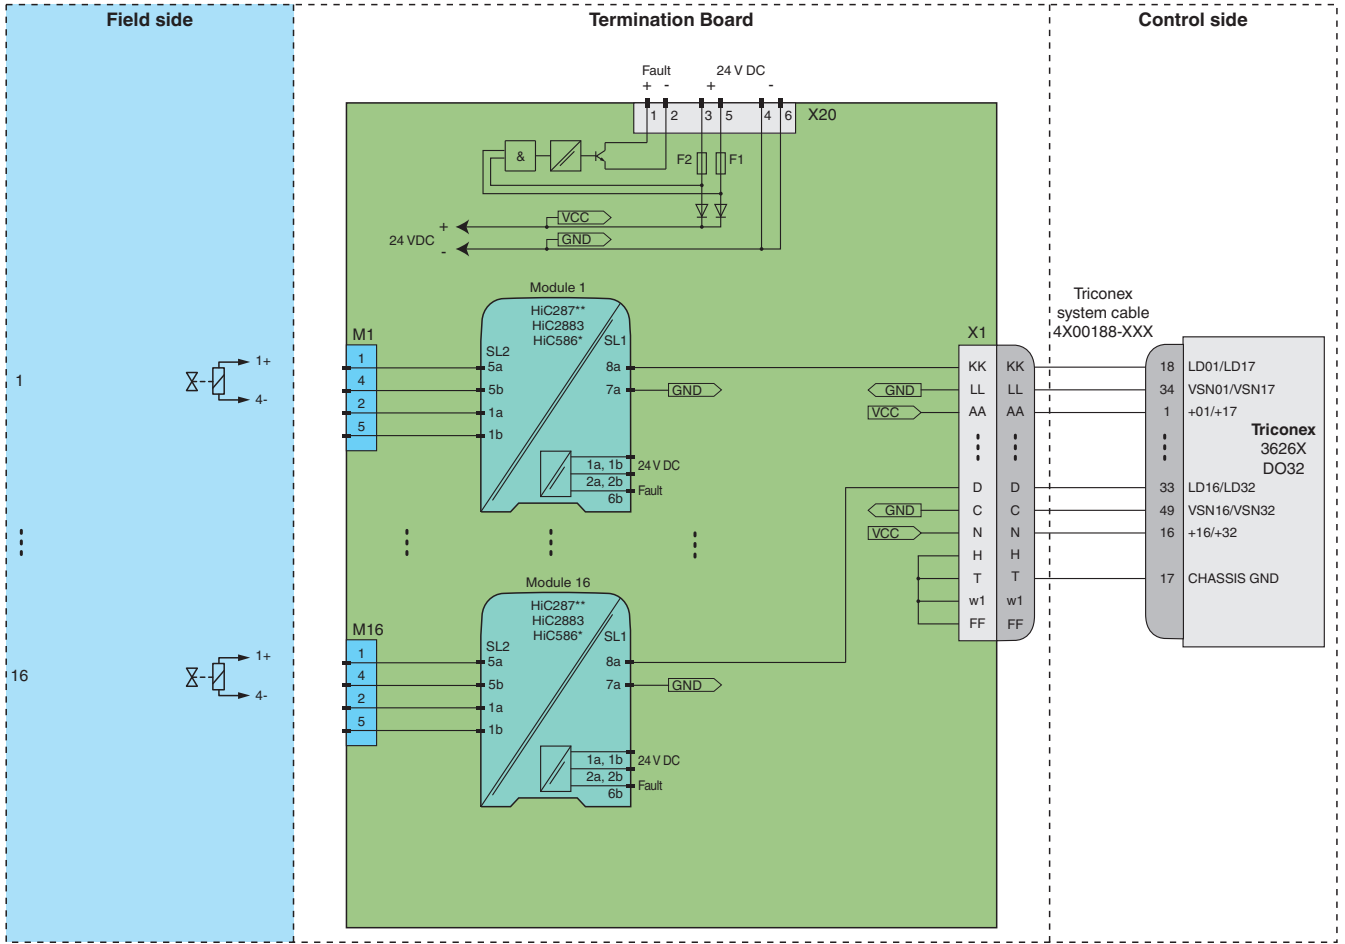 Field side
Termination Board
Control side
Fault
24 V DC
+
-
+
-
1
2
3
5
4
6
X20
&
F2
F1
VCC
+
24 VDC
GND
-
Module 1
HiC287**
HiC2883
HiC586*
SL1
SL2
M1
1
4
2
5
5a
5b
1a
1b
8a
7a
GND
1a, 1b
24 V DC
2a, 2b
Fault
6b
1
1+
4-
Triconex
system cable
4X00188-XXX
X1
KK
KK
18
LD01/LD17
GND
LL
LL
34
VSN01/VSN17
VCC
AA
AA
1
+01/+17
Triconex
3626X
DO32
D
D
33
LD16/LD32
GND
C
C
49
VSN16/VSN32
VCC
N
N
16
+16/+32
H
H
T
T
17
CHASSIS GND
w1
w1
FF
FF
Module 16
HiC287**
HiC2883
HiC586*
SL1
SL2
M16
1
4
2
5
5a
5b
1a
1b
8a
7a
GND
1a, 1b
24 V DC
2a, 2b
Fault
6b
16
1+
4-